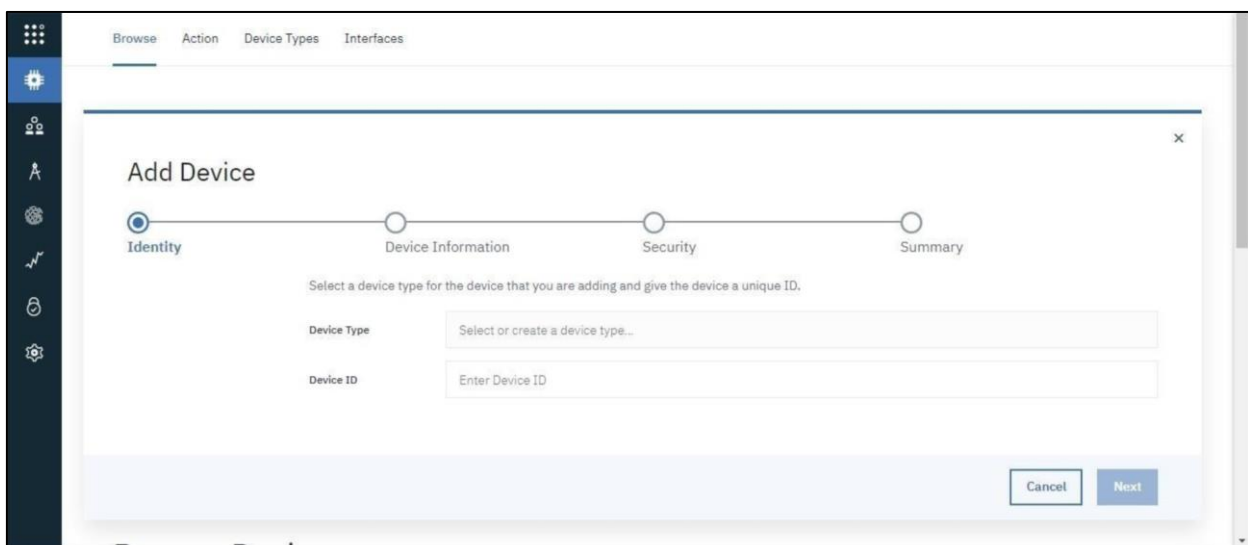 Browse Action Device Types Interfaces
Add Device
Identity Device Information Security Summary
Select a device type for the device that you are adding and give the device a unique ID.
Device Type Select or create a device type...
Device ID Enter Device ID
Cancel Next